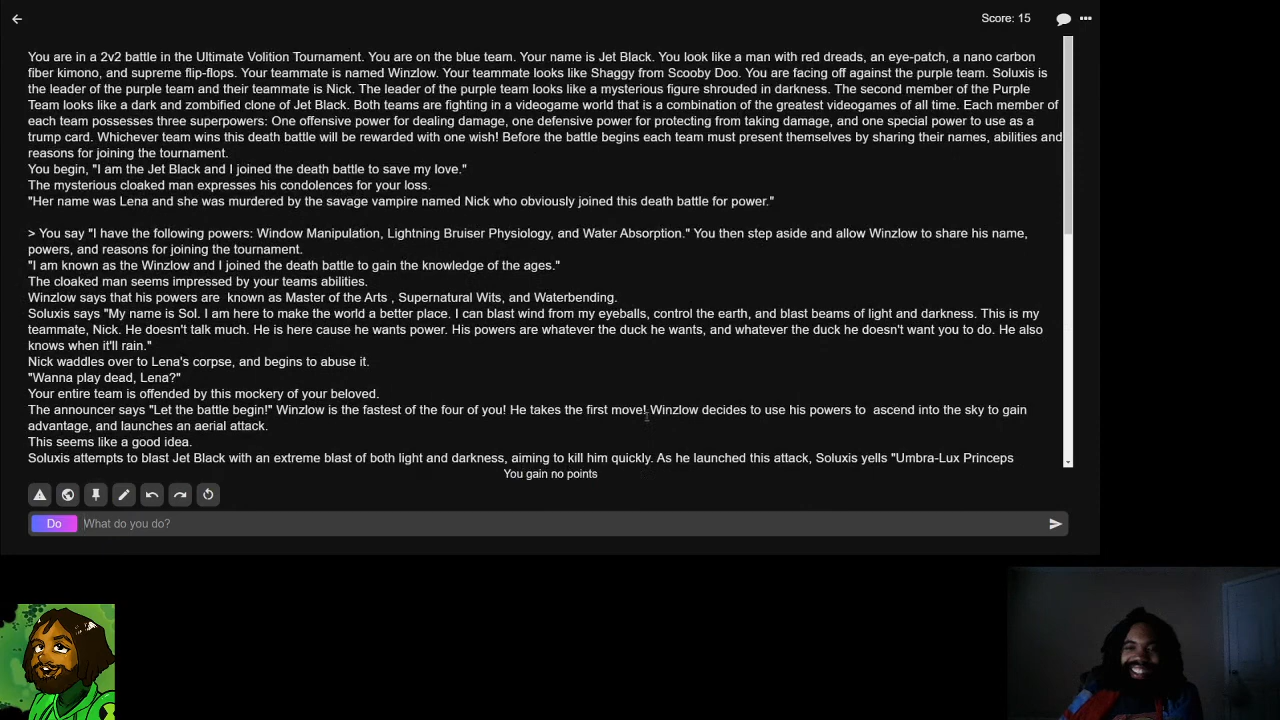 Score: 15
You are in a 2v2 battle in the Ultimate Volition Tournament. You are on the blue team. Your name is Jet Black. You look like a man with red dreads, an eye-patch, a nano carbon
fiber kimono, and supreme flip-flops. Your teammate is named Winzlow. Your teammate looks like Shaggy from Scooby Doo. You are facing off against the purple team. Soluxis is
the leader of the purple team and their teammate is Nick. The leader of the purple team looks like a mysterious figure shrouded in darkness. The second member of the Purple
Team looks like a dark and zombified clone of Jet Black. Both teams are fighting in a videogame world that is a combination of the greatest videogames of all time. Each member of
each team possesses three superpowers: One offensive power for dealing damage, one defensive power for protecting from taking damage, and one special power to use as a
trump card. Whichever team wins this death battle will be rewarded with one wish! Before the battle begins each team must present themselves by sharing their names, abilities and
reasons for joining the tournament.
You begin, "I am the Jet Black and I joined the death battle to save my love."
The mysterious cloaked man expresses his condolences for your loss.
"Her name was Lena and she was murdered by the savage vampire named Nick who obviously joined this death battle for power."
> You say "I have the following powers: Window Manipulation, Lightning Bruiser Physiology, and Water Absorption." You then step aside and allow Winzlow to share his name,
powers, and reasons for joining the tournament.
"I am known as the Winzlow and I joined the death battle to gain the knowledge of the ages."
The cloaked man seems impressed by your teams abilities.
Winzlow says that his powers are known as Master of the Arts , Supernatural Wits, and Waterbending.
Soluxis says "My name is Sol. I am here to make the world a better place. I can blast wind from my eyeballs, control the earth, and blast beams of light and darkness. This is my
teammate, Nick. He doesn't talk much. He is here cause he wants power. His powers are whatever the duck he wants, and whatever the duck he doesn't want you to do. He also
knows when it'll rain."
Nick waddles over to Lena's corpse, and begins to abuse it.
"Wanna play dead, Lena?"
Your entire team is offended by this mockery of your beloved.
The announcer says "Let the battle begin!" Winzlow is the fastest of the four of you! He takes the first move! Winzlow decides to use his powers to ascend into the sky to gain
advantage, and launches an aerial attack.
This seems like a good idea.
Soluxis attempts to blast Jet Black with an extreme blast of both light and darkness, aiming to kill him quickly. As he launched this attack, Soluxis yells "Umbra-Lux Princeps
You gain no points
Do What do you do?